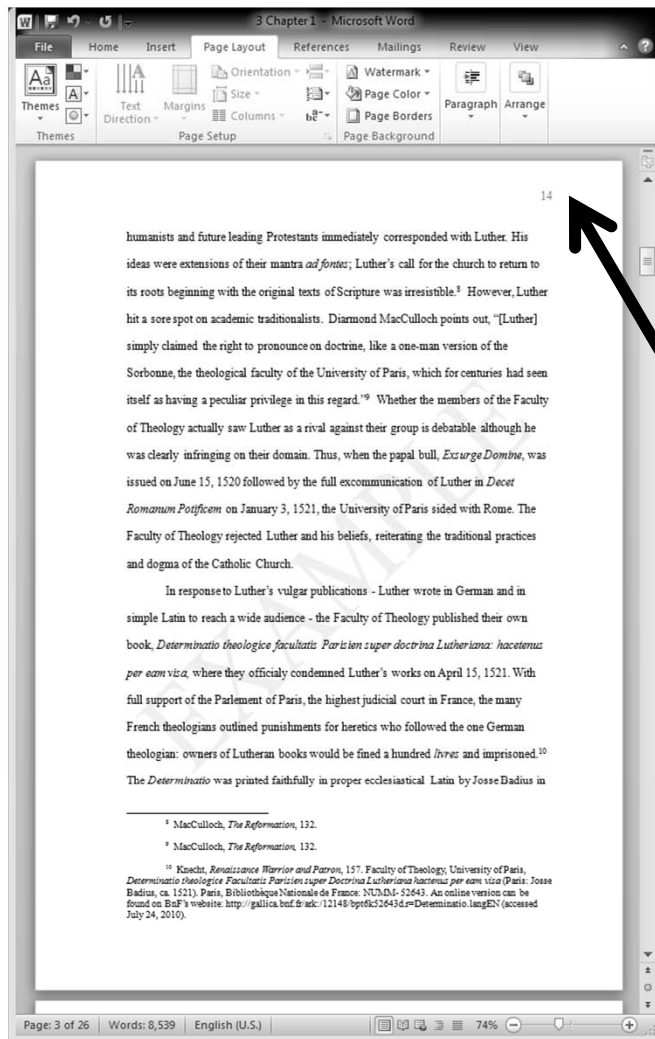 3 Chapter 1 - Microsoft Word
File Home Insert Page Layout References Mailings Review View
Orientation Watermark
Size Page Color
Themes Text Direction Margins Columns Page Borders Paragraph Arrange
Themes Page Setup Page Background
14
humanists and future leading Protestants immediately corresponded with Luther. His
ideas were extensions of their mantra ad fontes; Luther's call for the church to return to
its roots beginning with the original texts of Scripture was irresistible.⁸ However, Luther
hit a sore spot on academic traditionalists. Diarmond MacCulloch points out, “[Luther]
simply claimed the right to pronounce on doctrine, like a one-man version of the
Sorbonne, the theological faculty of the University of Paris, which for centuries had seen
itself as having a peculiar privilege in this regard.”⁹ Whether the members of the Faculty
of Theology actually saw Luther as a rival against their group is debatable although he
was clearly infringing on their domain. Thus, when the papal bull, Exsurge Domine, was
issued on June 15, 1520 followed by the full excommunication of Luther in Decet
Romanum Potificem on January 3, 1521, the University of Paris sided with Rome. The
Faculty of Theology rejected Luther and his beliefs, reiterating the traditional practices
and dogma of the Catholic Church.
In response to Luther's vulgar publications - Luther wrote in German and in
simple Latin to reach a wide audience - the Faculty of Theology published their own
book, Determinatio theologice facultatis Parisien super doctrina Lutheriana: hacetenus
per eam visa, where they officialy condemned Luther's works on April 15, 1521. With
full support of the Parlement of Paris, the highest judicial court in France, the many
French theologians outlined punishments for heretics who followed the one German
theologian: owners of Lutheran books would be fined a hundred livres and imprisoned.¹⁰
The Determinatio was printed faithfully in proper ecclesiastical Latin by Josse Badius in
EXAMPLE
⁸ MacCulloch, The Reformation, 132.
⁹ MacCulloch, The Reformation, 132.
¹⁰ Knecht, Renaissance Warrior and Patron, 157. Faculty of Theology, University of Paris,
Determinatio theologice Facultatis Parisien super Doctrina Lutheriana hactenus per eam visa (Paris: Josse
Badius, ca. 1521). Paris, Bibliothèque Nationale de France: NUMM- 52643. An online version can be
found on BnF's website: http://gallica.bnf.fr/ark:/12148/bpt6k52643d.r=Determinatio.langEN (accessed
July 24, 2010).
Page: 3 of 26 Words: 8,539 English (U.S.) 74%